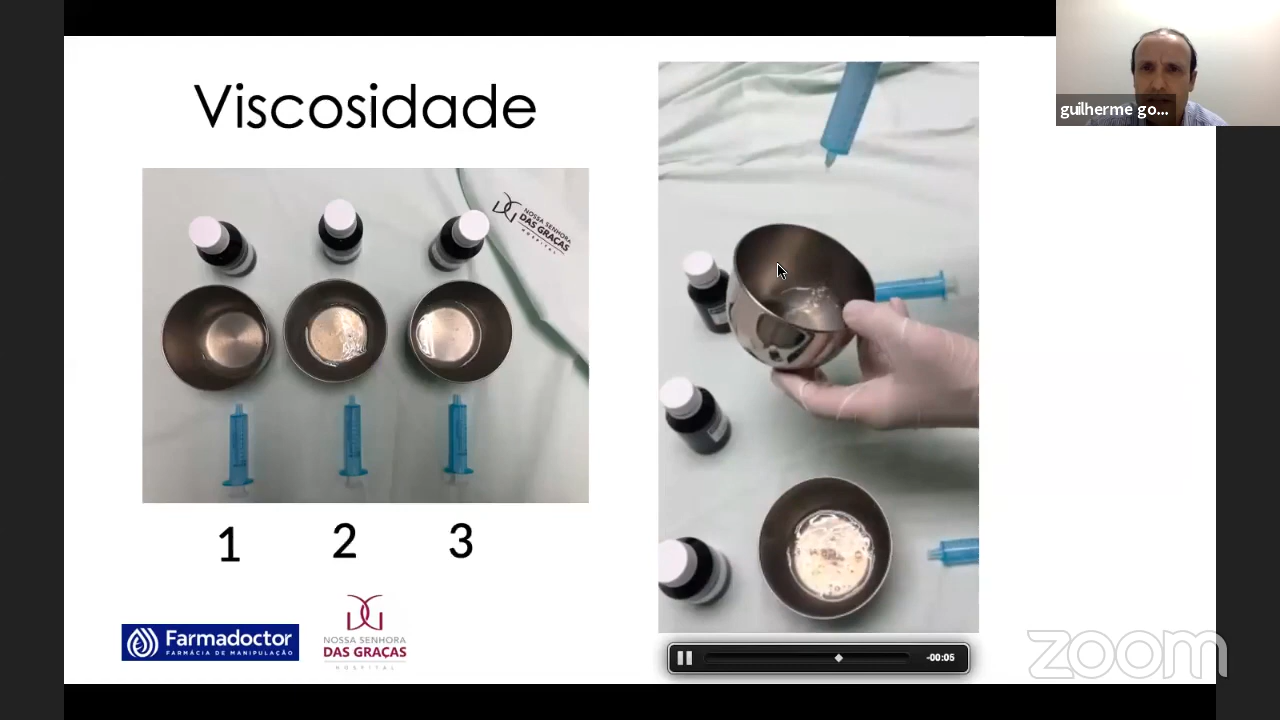 Viscosidade
guilherme go...
NOSSA SENHORA
DAS GRAÇAS
HOSPITAL
1 2 3
Farmadoctor
FARMÁCIA DE MANIPULAÇÃO
NOSSA SENHORA
DAS GRAÇAS
HOSPITAL
-00:05
zoom